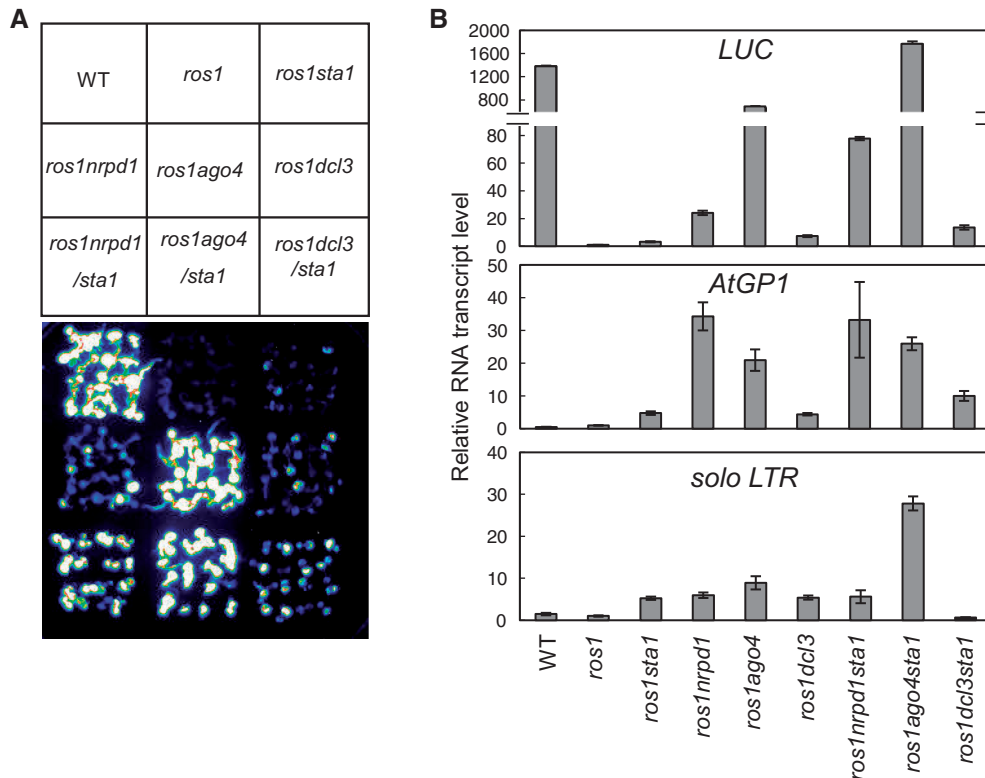 A
WT
ros1
ros1sta1
ros1nrpd1
ros1ago4
ros1dcl3
ros1nrpd1
/sta1
ros1ago4
/sta1
ros1dcl3
/sta1
B
Relative RNA transcript level
LUC
2000
1600
1200
800
80
60
40
20
0
AtGP1
50
40
30
20
10
0
solo LTR
40
30
20
10
0
WT
ros1
ros1sta1
ros1nrpd1
ros1ago4
ros1dcl3
ros1nrpd1sta1
ros1ago4sta1
ros1dcl3sta1